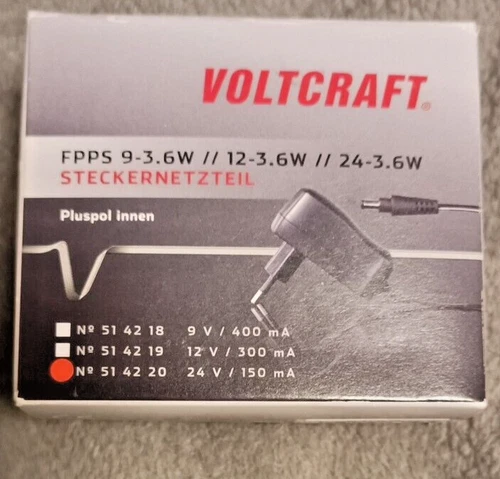 VOLTCRAFT®
FPPS 9-3.6W // 12-3.6W // 24-3.6W
STECKERNETZTEIL
Pluspol innen
Nº 51 42 18 9 V / 400 mA
Nº 51 42 19 12 V / 300 mA
Nº 51 42 20 24 V / 150 mA